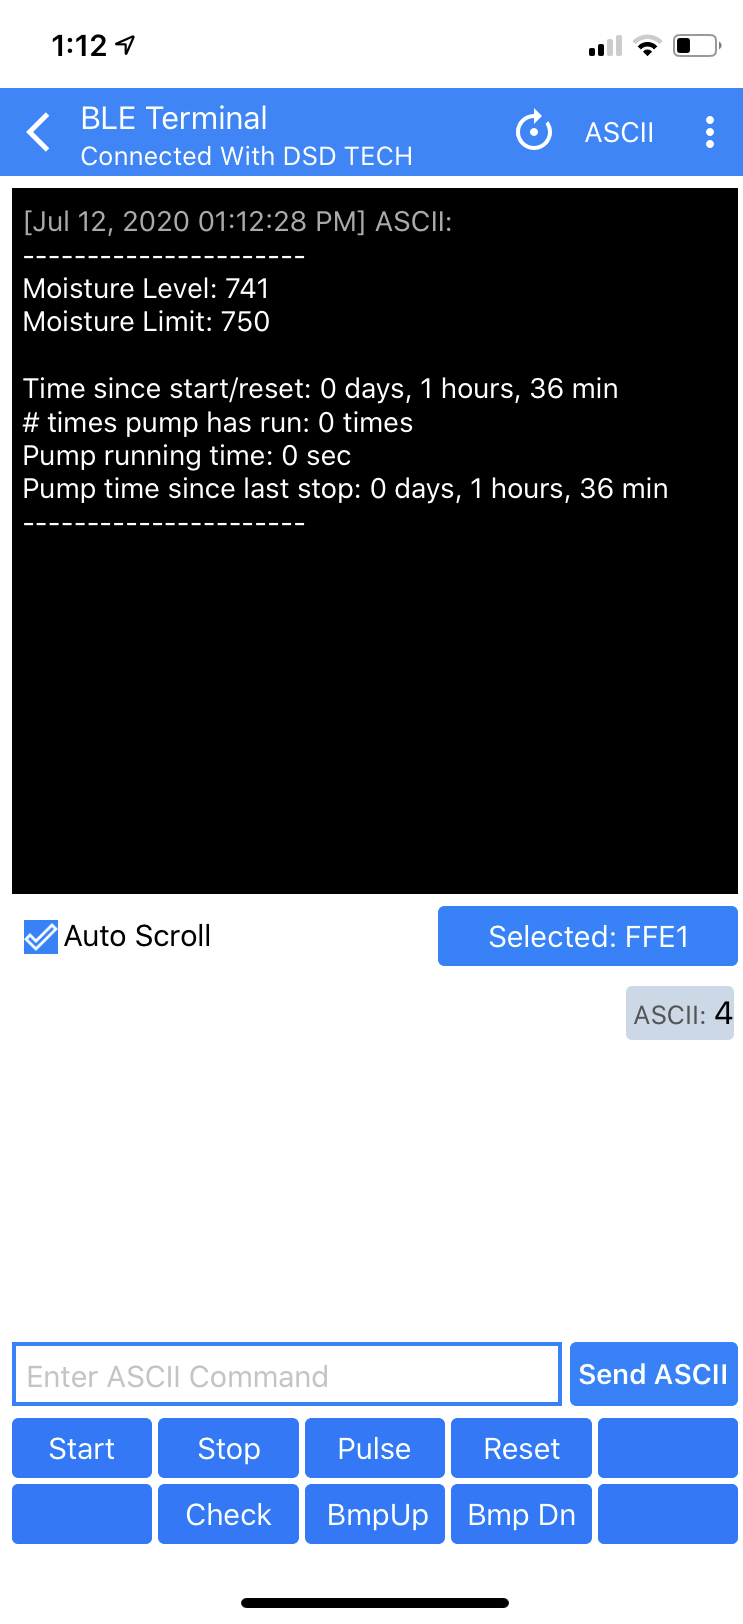 1:12
BLE Terminal
Connected With DSD TECH
ASCII
[Jul 12, 2020 01:12:28 PM] ASCII:
----------------------
Moisture Level: 741
Moisture Limit: 750
Time since start/reset: 0 days, 1 hours, 36 min
# times pump has run: 0 times
Pump running time: 0 sec
Pump time since last stop: 0 days, 1 hours, 36 min
----------------------
Auto Scroll
Selected: FFE1
ASCII: 4
Enter ASCII Command
Send ASCII
Start Stop Pulse Reset
Check BmpUp Bmp Dn